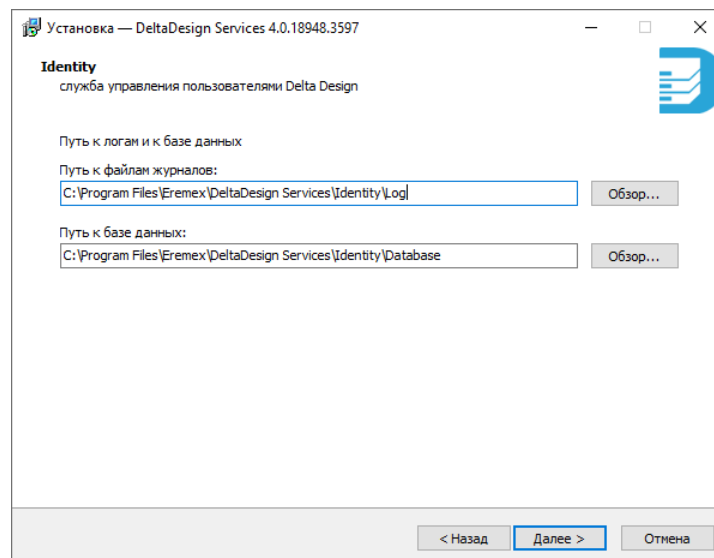 Установка — DeltaDesign Services 4.0.18948.3597
Identity
служба управления пользователями Delta Design
Путь к логам и к базе данных
Путь к файлам журналов:
C:\Program Files\Eremex\DeltaDesign Services\Identity\Log
Обзор...
Путь к базе данных:
C:\Program Files\Eremex\DeltaDesign Services\Identity\Database
Обзор...
< Назад
Далее >
Отмена